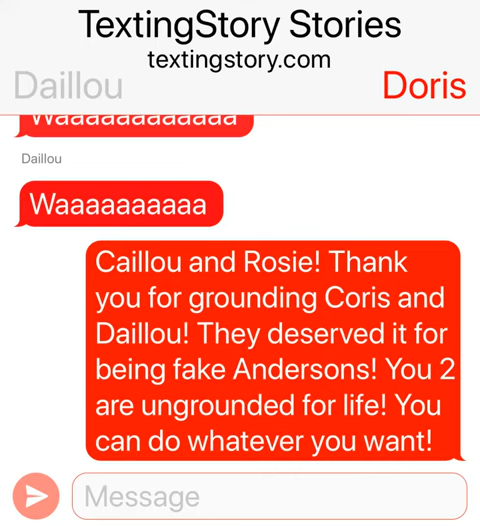 TextingStory Stories
textingstory.com
Daillou Doris
Waaaaaaaaaaaa
Daillou
Waaaaaaaaaa
Caillou and Rosie! Thank
you for grounding Coris and
Daillou! They deserved it for
being fake Andersons! You 2
are ungrounded for life! You
can do whatever you want!
Message